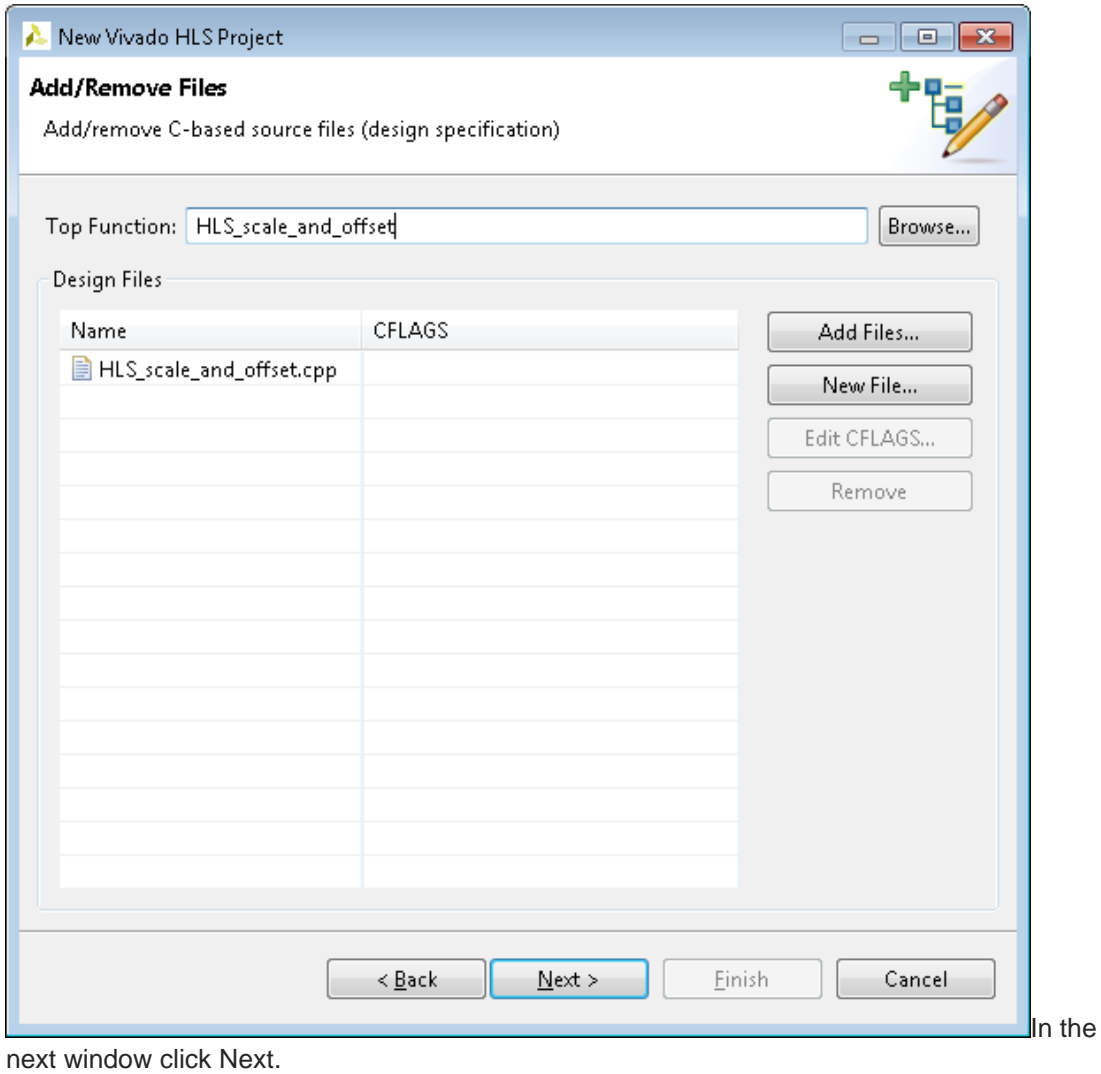 New Vivado HLS Project
Add/Remove Files
Add/remove C-based source files (design specification)
Top Function: HLS_scale_and_offset Browse...
Design Files
Name CFLAGS Add Files...
HLS_scale_and_offset.cpp New File...
Edit CFLAGS...
Remove
< Back Next > Finish Cancel
In the
next window click Next.